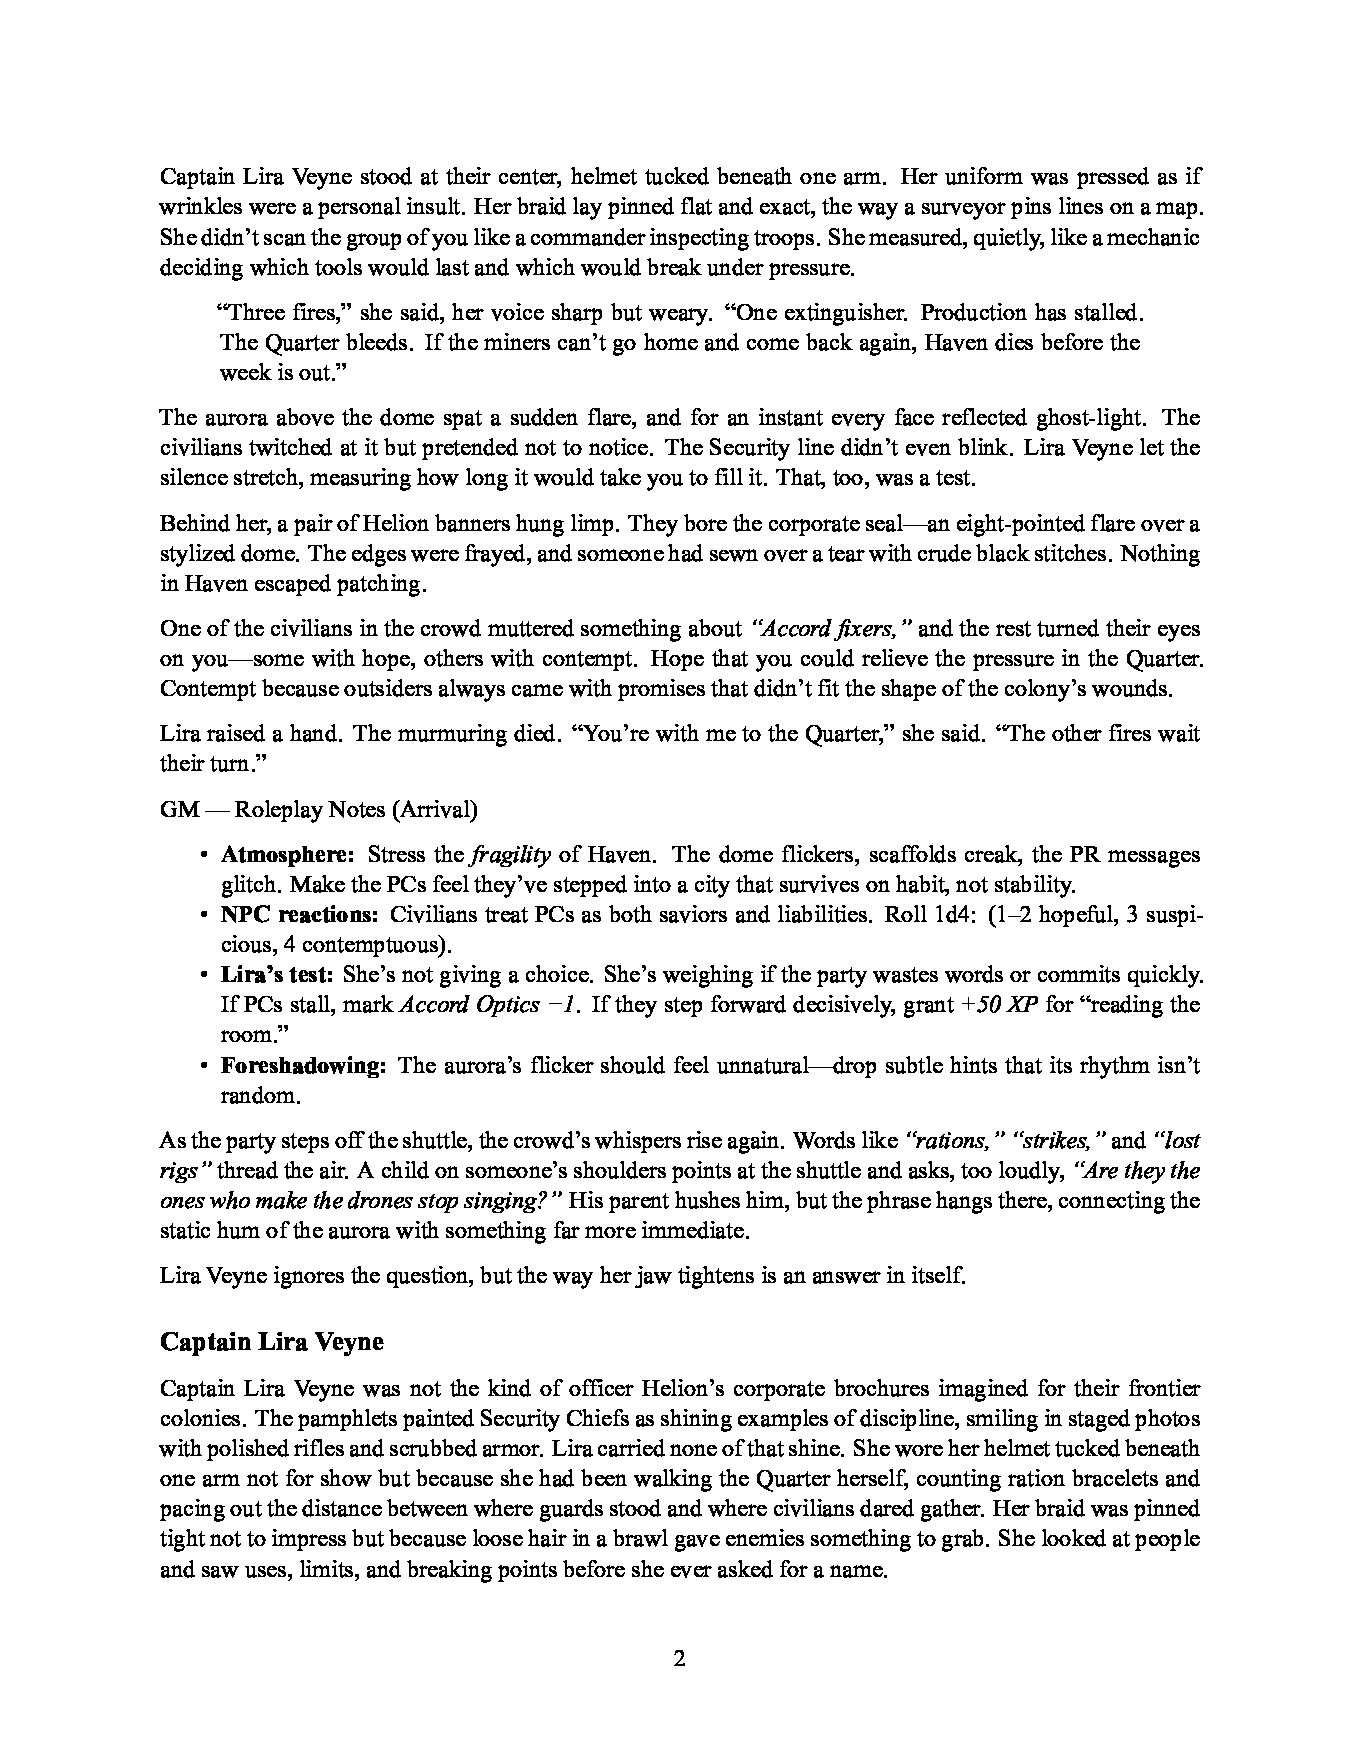 Captain Lira Veyne stood at their center, helmet tucked beneath one arm. Her uniform was pressed as if
wrinkles were a personal insult. Her braid lay pinned flat and exact, the way a surveyor pins lines on a map.
She didn’t scan the group of you like a commander inspecting troops. She measured, quietly, like a mechanic
deciding which tools would last and which would break under pressure.
“Three fires,” she said, her voice sharp but weary. “One extinguisher. Production has stalled.
The Quarter bleeds. If the miners can’t go home and come back again, Haven dies before the
week is out.”
The aurora above the dome spat a sudden flare, and for an instant every face reflected ghost-light. The
civilians twitched at it but pretended not to notice. The Security line didn’t even blink. Lira Veyne let the
silence stretch, measuring how long it would take you to fill it. That, too, was a test.
Behind her, a pair of Helion banners hung limp. They bore the corporate seal—an eight-pointed flare over a
stylized dome. The edges were frayed, and someone had sewn over a tear with crude black stitches. Nothing
in Haven escaped patching.
One of the civilians in the crowd muttered something about “Accord fixers,” and the rest turned their eyes
on you—some with hope, others with contempt. Hope that you could relieve the pressure in the Quarter.
Contempt because outsiders always came with promises that didn’t fit the shape of the colony’s wounds.
Lira raised a hand. The murmuring died. “You’re with me to the Quarter,” she said. “The other fires wait
their turn.”
GM — Roleplay Notes (Arrival)
• Atmosphere: Stress the fragility of Haven. The dome flickers, scaffolds creak, the PR messages
glitch. Make the PCs feel they’ve stepped into a city that survives on habit, not stability.
• NPC reactions: Civilians treat PCs as both saviors and liabilities. Roll 1d4: (1–2 hopeful, 3 suspi-
cious, 4 contemptuous).
• Lira’s test: She’s not giving a choice. She’s weighing if the party wastes words or commits quickly.
If PCs stall, mark Accord Optics −1. If they step forward decisively, grant +50 XP for “reading the
room.”
• Foreshadowing: The aurora’s flicker should feel unnatural—drop subtle hints that its rhythm isn’t
random.
As the party steps off the shuttle, the crowd’s whispers rise again. Words like “rations,” “strikes,” and “lost
rigs” thread the air. A child on someone’s shoulders points at the shuttle and asks, too loudly, “Are they the
ones who make the drones stop singing?” His parent hushes him, but the phrase hangs there, connecting the
static hum of the aurora with something far more immediate.
Lira Veyne ignores the question, but the way her jaw tightens is an answer in itself.
Captain Lira Veyne
Captain Lira Veyne was not the kind of officer Helion’s corporate brochures imagined for their frontier
colonies. The pamphlets painted Security Chiefs as shining examples of discipline, smiling in staged photos
with polished rifles and scrubbed armor. Lira carried none of that shine. She wore her helmet tucked beneath
one arm not for show but because she had been walking the Quarter herself, counting ration bracelets and
pacing out the distance between where guards stood and where civilians dared gather. Her braid was pinned
tight not to impress but because loose hair in a brawl gave enemies something to grab. She looked at people
and saw uses, limits, and breaking points before she ever asked for a name.
2